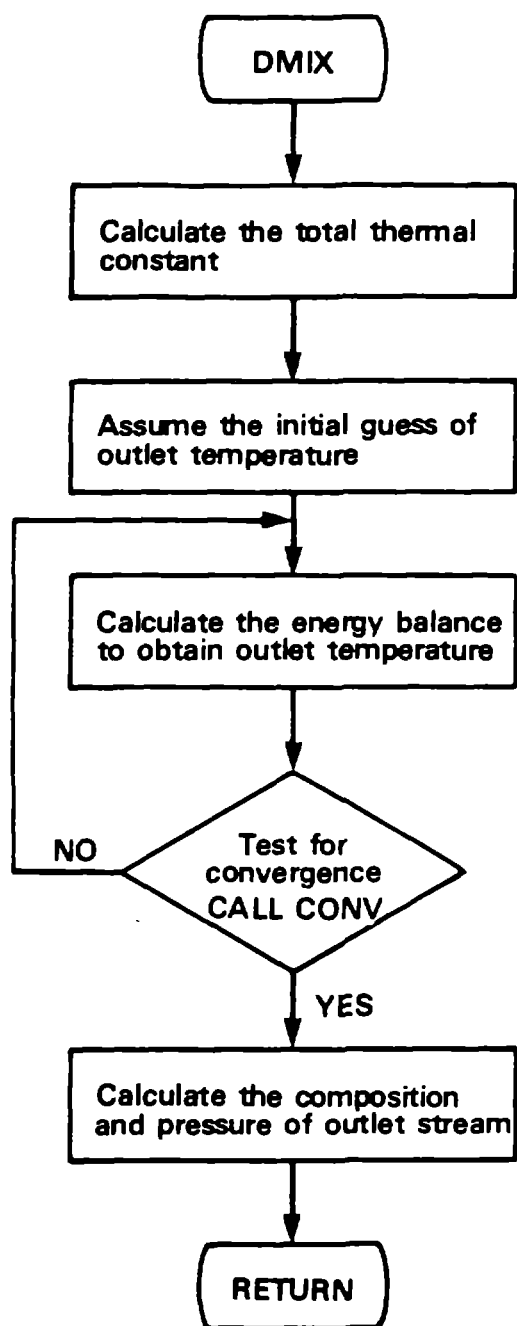 DMIX
Calculate the total thermal
constant
Assume the initial guess of
outlet temperature
Calculate the energy balance
to obtain outlet temperature
NO
Test for
convergence
CALL CONV
YES
Calculate the composition
and pressure of outlet stream
RETURN